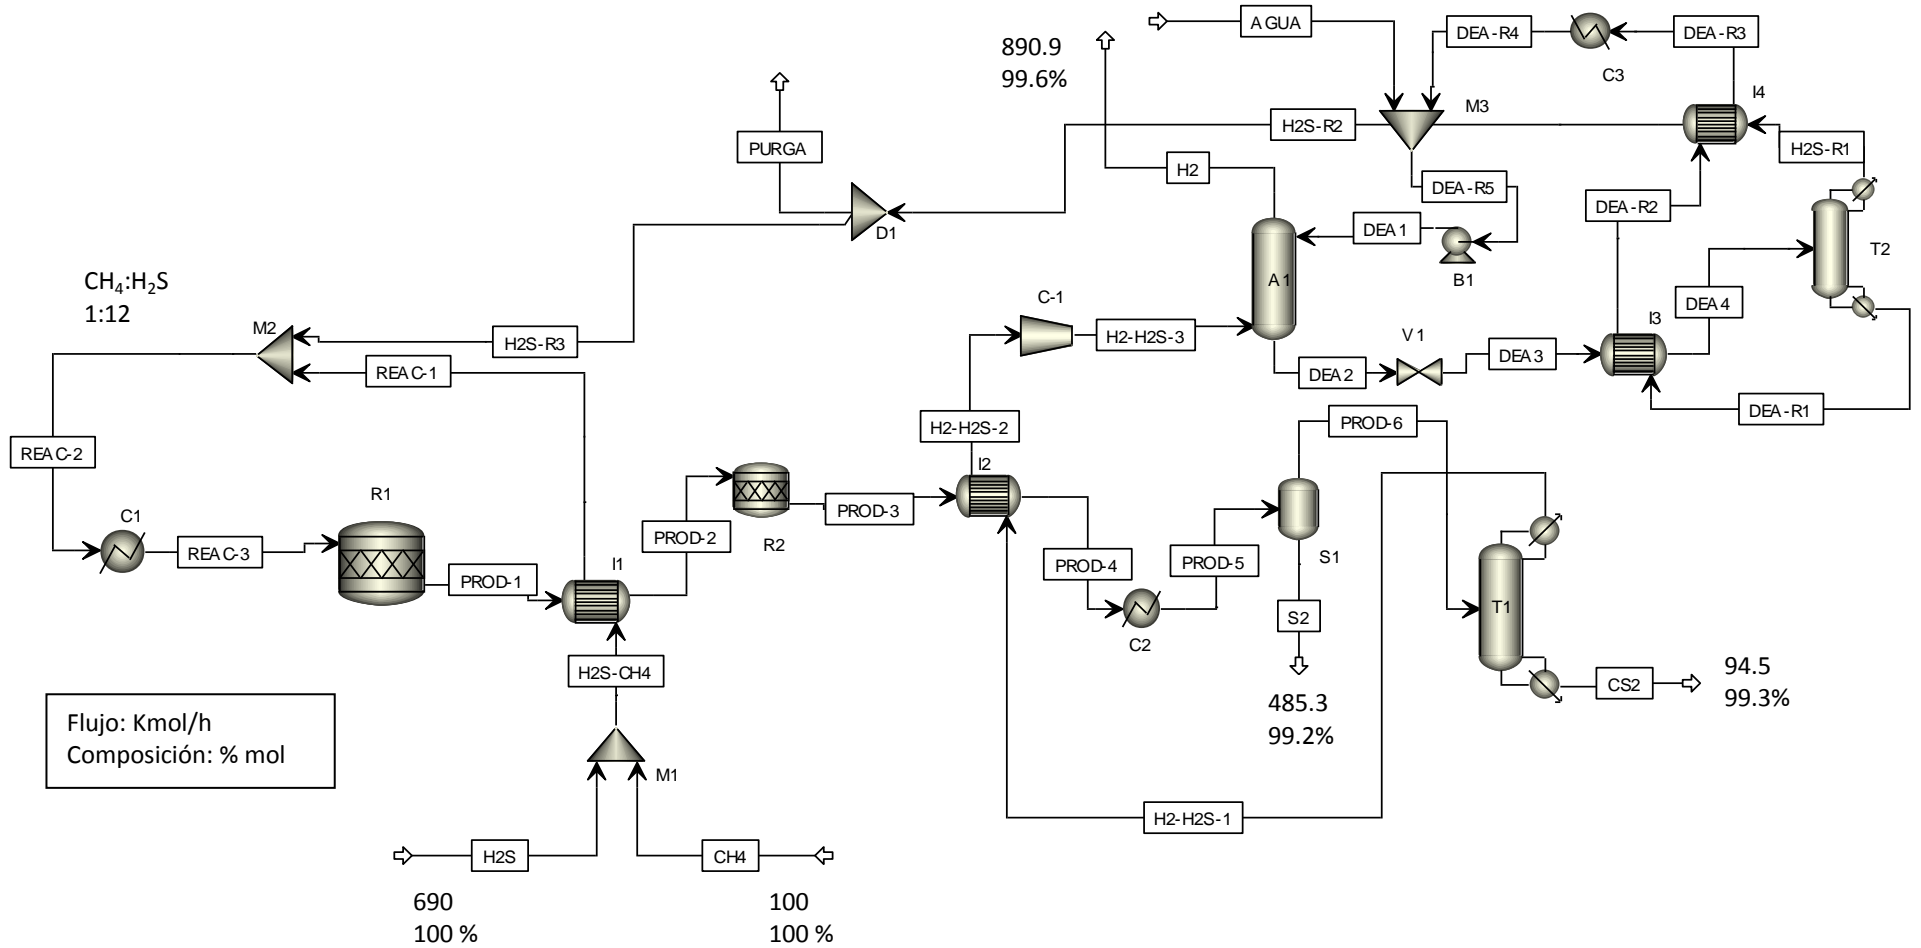 AGUA
DEA-R4
DEA-R3
C3
890.9
99.6%
M3
I4
PURGA
H2S-R2
H2S-R1
H2
DEA-R5
DEA-R2
D1
DEA1
B1
T2
A1
CH₄:H₂S
1:12
C-1
DEA4
M2
H2S-R3
H2-H2S-3
V1
I3
REAC-1
DEA2
DEA3
DEA-R1
H2-H2S-2
PROD-6
REAC-2
I2
R1
PROD-3
C1
PROD-2
R2
REAC-3
PROD-1
I1
PROD-4
PROD-5
S1
T1
S2
C2
H2S-CH4
CS2
94.5
99.3%
485.3
99.2%
Flujo: Kmol/h
Composición: % mol
M1
H2-H2S-1
H2S
CH4
690
100 %
100
100 %